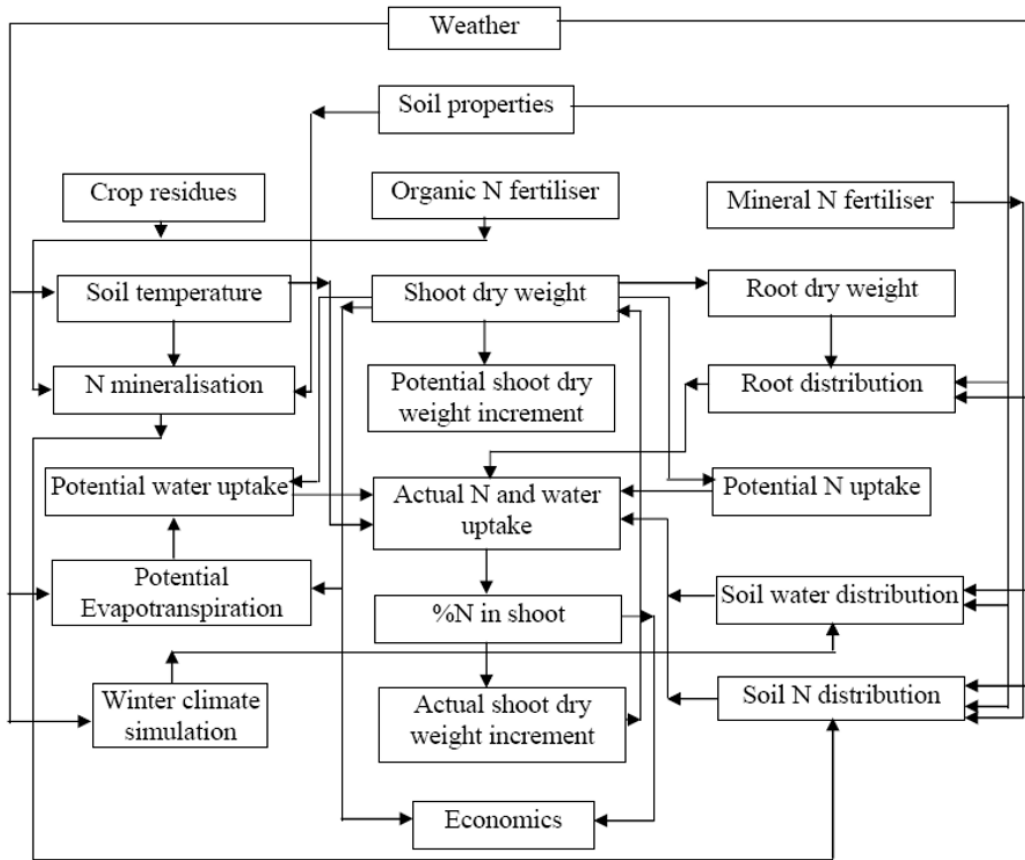 Weather
Soil properties
Crop residues
Organic N fertiliser
Mineral N fertiliser
Soil temperature
Shoot dry weight
Root dry weight
N mineralisation
Potential shoot dry
weight increment
Root distribution
Potential water uptake
Actual N and water
uptake
Potential N uptake
Potential
Evapotranspiration
%N in shoot
Soil water distribution
Winter climate
simulation
Actual shoot dry
weight increment
Soil N distribution
Economics